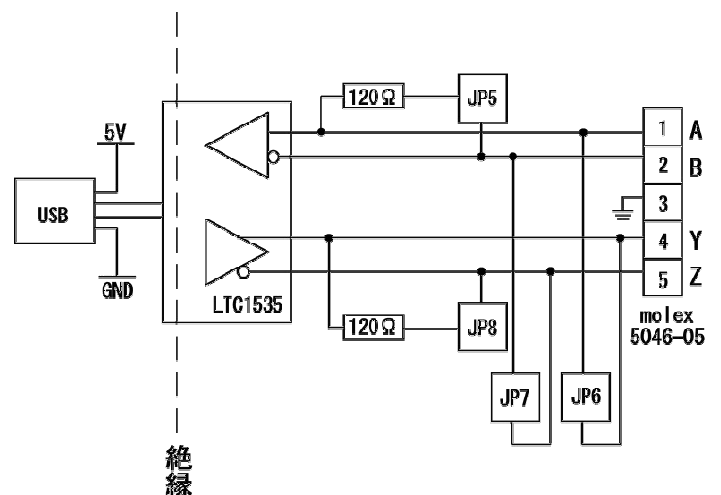 120Ω
JP5
1 A
5V
2 B
USB
3
4 Y
5 Z
GND
LTC1535
120Ω
JP8
molex
5046-05
JP7
JP6
絶縁